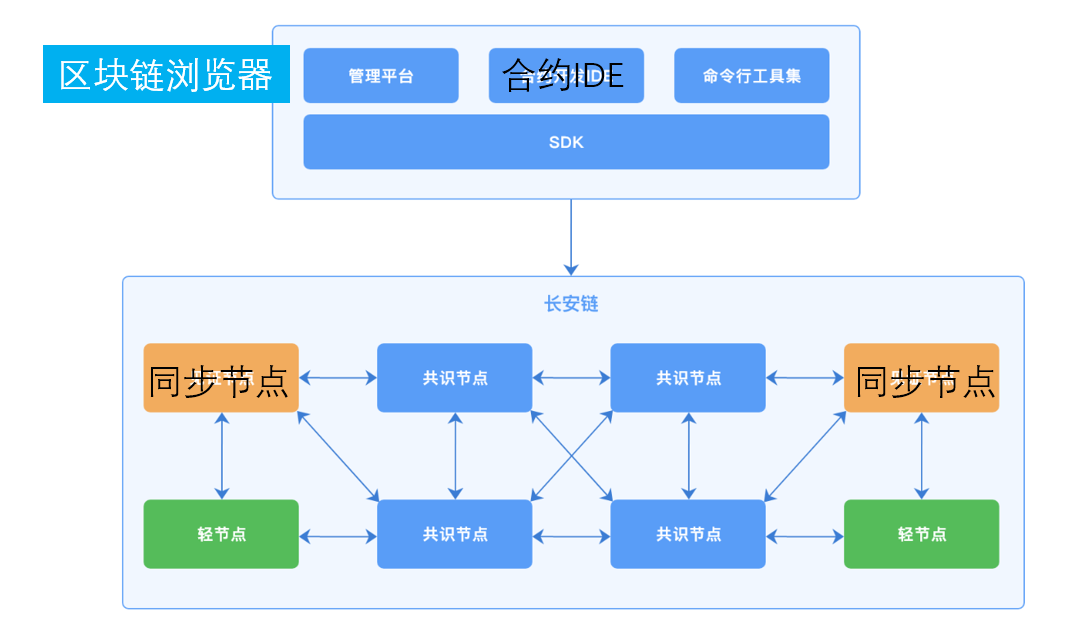 区块链浏览器
管理平台
合约IDE
命令行工具集
SDK
长安链
同步节点
共识节点
共识节点
同步节点
轻节点
共识节点
共识节点
轻节点